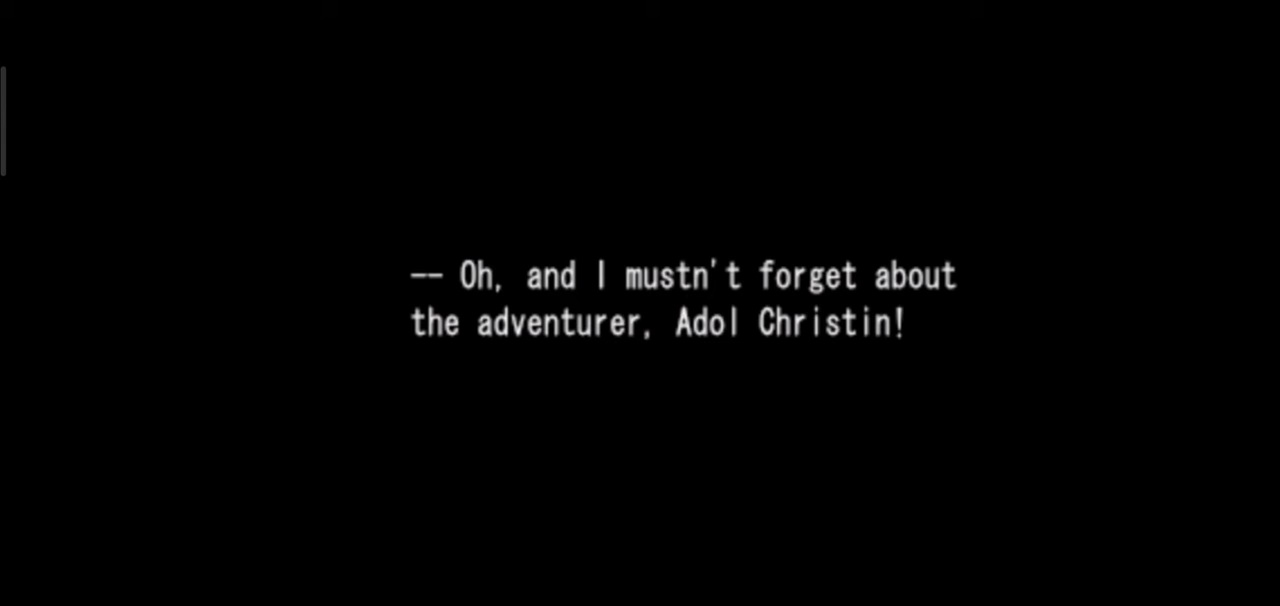 -- Oh, and I mustn't forget about
the adventurer, Adol Christin!